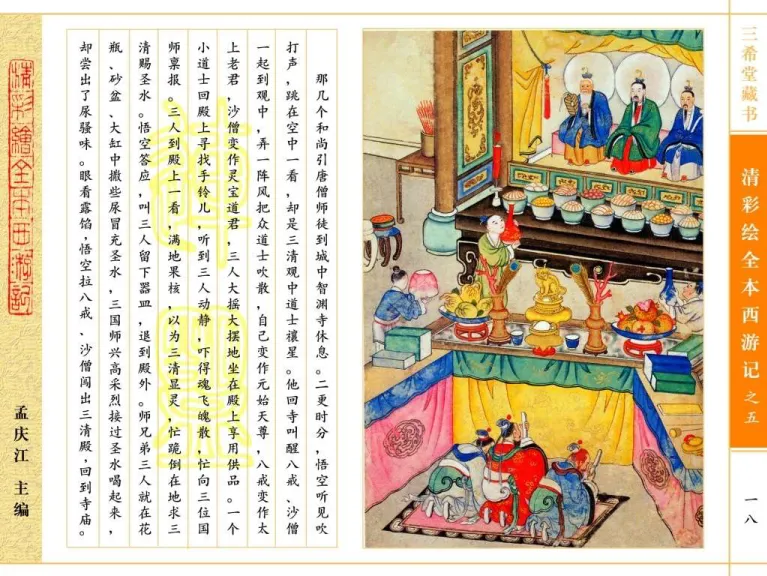 三希堂藏书
清彩绘全本西游记之五
一八
那几个和尚引唐僧师徒到城中智渊寺休息。二更时分，悟空听见吹
打声，跳在空中一看，却是三清观中道士禳星。他回寺叫醒八戒、沙僧
一起到观中，弄一阵风把众道士吹散，自己变作元始天尊，八戒变作太
上老君，沙僧变作灵宝道君，三人大摇大摆地坐在殿上享用供品。一个
小道士回殿上寻找手铃儿，听到三人动静，吓得魂飞魄散，忙向三位国
师禀报。三人到殿上一看，满地果核，以为三清显灵，忙跪倒在地求三
清赐圣水。悟空答应，叫三人留下器皿，退到殿外。师兄弟三人就在花
瓶、砂盆、大缸中撒些尿冒充圣水，三国师兴高采烈接过圣水喝起来，
却尝出了尿骚味。眼看露馅，悟空拉八戒、沙僧闯出三清殿，回到寺庙。
清彩绘全本西游记
孟庆江 主编